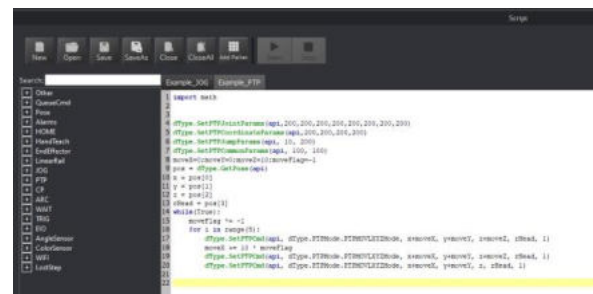 Script
New Open Save SaveAs Close CloseAll Add Python
Search:
Example_JOG Example_PTP
Other
QueueCmd
Pose
Alarms
HOME
HandTeach
EndEffector
LinearRail
JOG
PTP
CP
ARC
WAIT
TRIG
EIO
AngleSensor
ColorSensor
WIFI
LostStep
1 import math
2
3
4 dType.SetPTPJointParams(api,200,200,200,200,200,200,200,200)
5 dType.SetPTPCoordinateParams(api,200,200,200,200)
6 dType.SetPTPJumpParams(api, 10, 200)
7 dType.SetPTPCommonParams(api, 100, 100)
8 moveX=0;moveY=0;moveZ=10;moveFlag=-1
9 pos = dType.GetPose(api)
10 x = pos[0]
11 y = pos[1]
12 z = pos[2]
13 rHead = pos[3]
14 while(True):
15 moveFlag *= -1
16 for i in range(5):
17 dType.SetPTPCmd(api, dType.PTPMode.PTPMOVLXYZMode, x+moveX, y+moveY, z+moveZ, rHead, 1)
18 moveX += 10 * moveFlag
19 dType.SetPTPCmd(api, dType.PTPMode.PTPMOVLXYZMode, x+moveX, y+moveY, z+moveZ, rHead, 1)
20 dType.SetPTPCmd(api, dType.PTPMode.PTPMOVLXYZMode, x+moveX, y+moveY, z, rHead, 1)
21
22